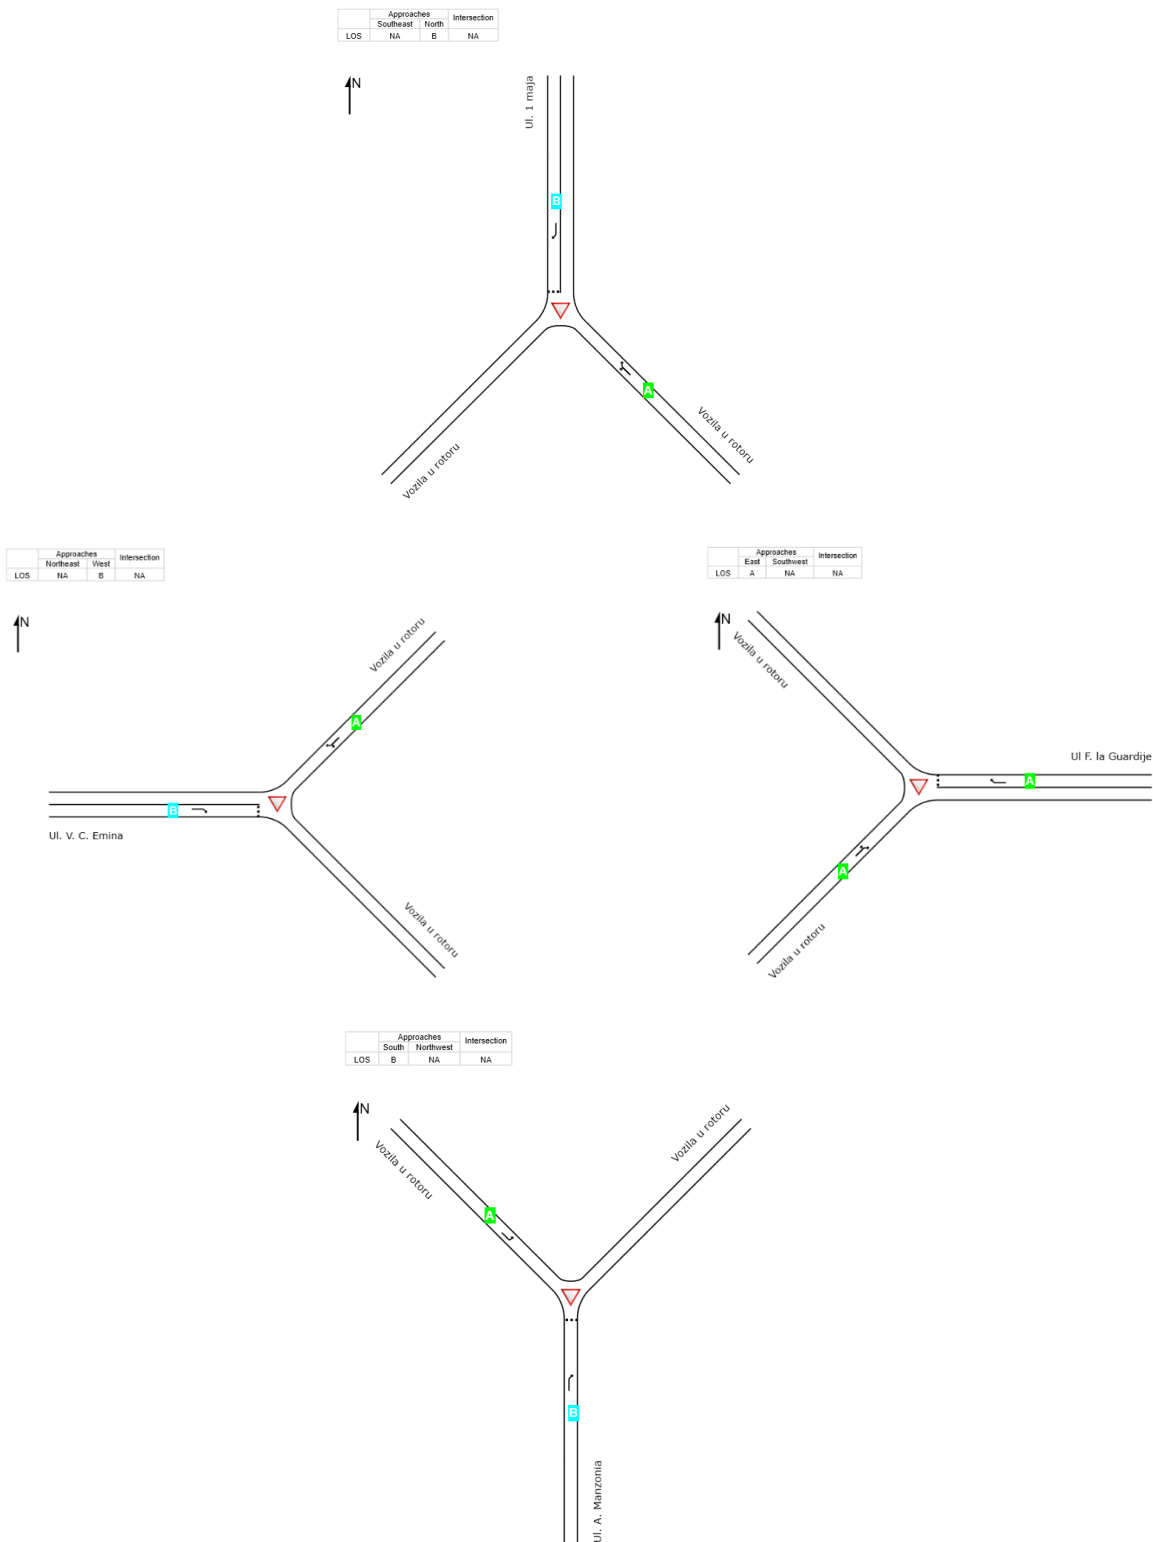 Approaches Intersection
Southeast North
LOS NA B NA
N
Ul. 1 maja
B
A
Vozila u rotoru
Vozila u rotoru
Approaches Intersection
Northeast West
LOS NA B NA
N
Vozila u rotoru
A
B
Ul. V. C. Emina
Vozila u rotoru
Approaches Intersection
East Southwest
LOS A NA NA
N
Vozila u rotoru
Ul F. la Guardije
A
A
Vozila u rotoru
Approaches Intersection
South Northwest
LOS B NA NA
N
Vozila u rotoru
Vozila u rotoru
A
B
Ul. A. Manzonia